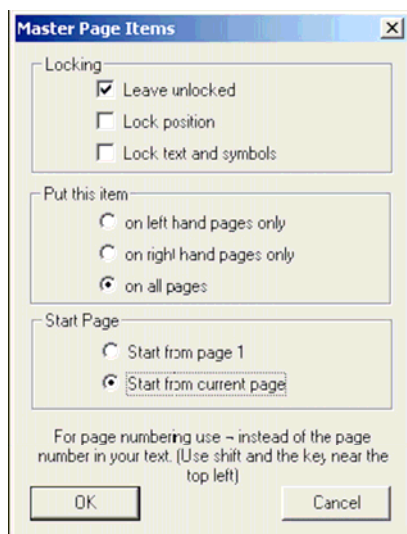 Master Page Items
Locking
Leave unlocked
Lock position
Lock text and symbols
Put this item
on left hand pages only
on right hand pages only
on all pages
Start Page
Start from page 1
Start from current page
For page numbering use ¬ instead of the page
number in your text. (Use shift and the key near the
top left)
OK Cancel